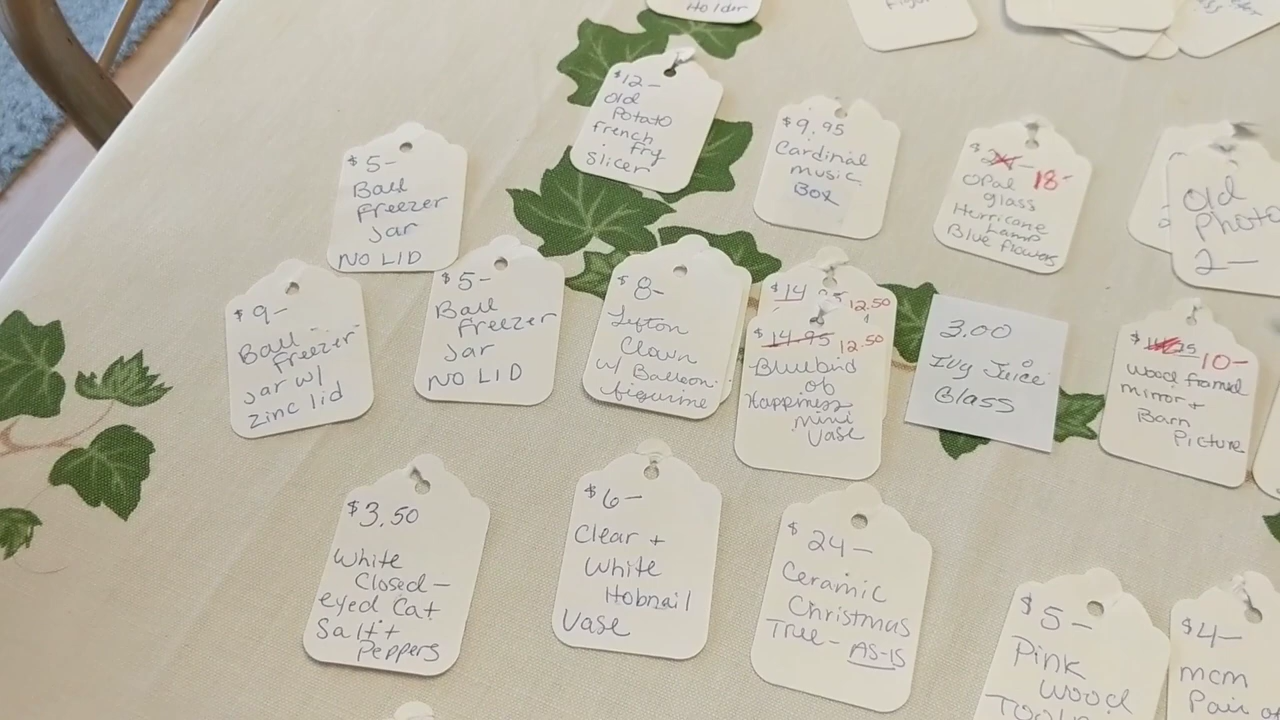 Holder
$12-
old
Potato
french
fry
Slicer
$9.95
Cardinal
music
Box
18-
Opal
glass
Hurricane
Lamp
Blue flowers
old
Photo
2-
$5-
Ball
Freezer
Jar
NO LID
$9-
Ball "Freezer"
jar w/
zinc lid
$5-
Ball
Freezer
Jar
NO LID
$8-
Lefton
Clown
w/ Balloon
figurine
$14
12.50
$14.95 12.50
Bluebird
of
Happiness
mini
Vase
3.00
Ivy Juice
Glass
10-
Wood framed
mirror +
Barn
Picture
$3.50
White
Closed-
eyed Cat
Salt +
Peppers
$6-
Clear +
White
Hobnail
Vase
$24-
Ceramic
Christmas
Tree- AS-IS
$5-
Pink
Wood
$4-
mcm
Pair of